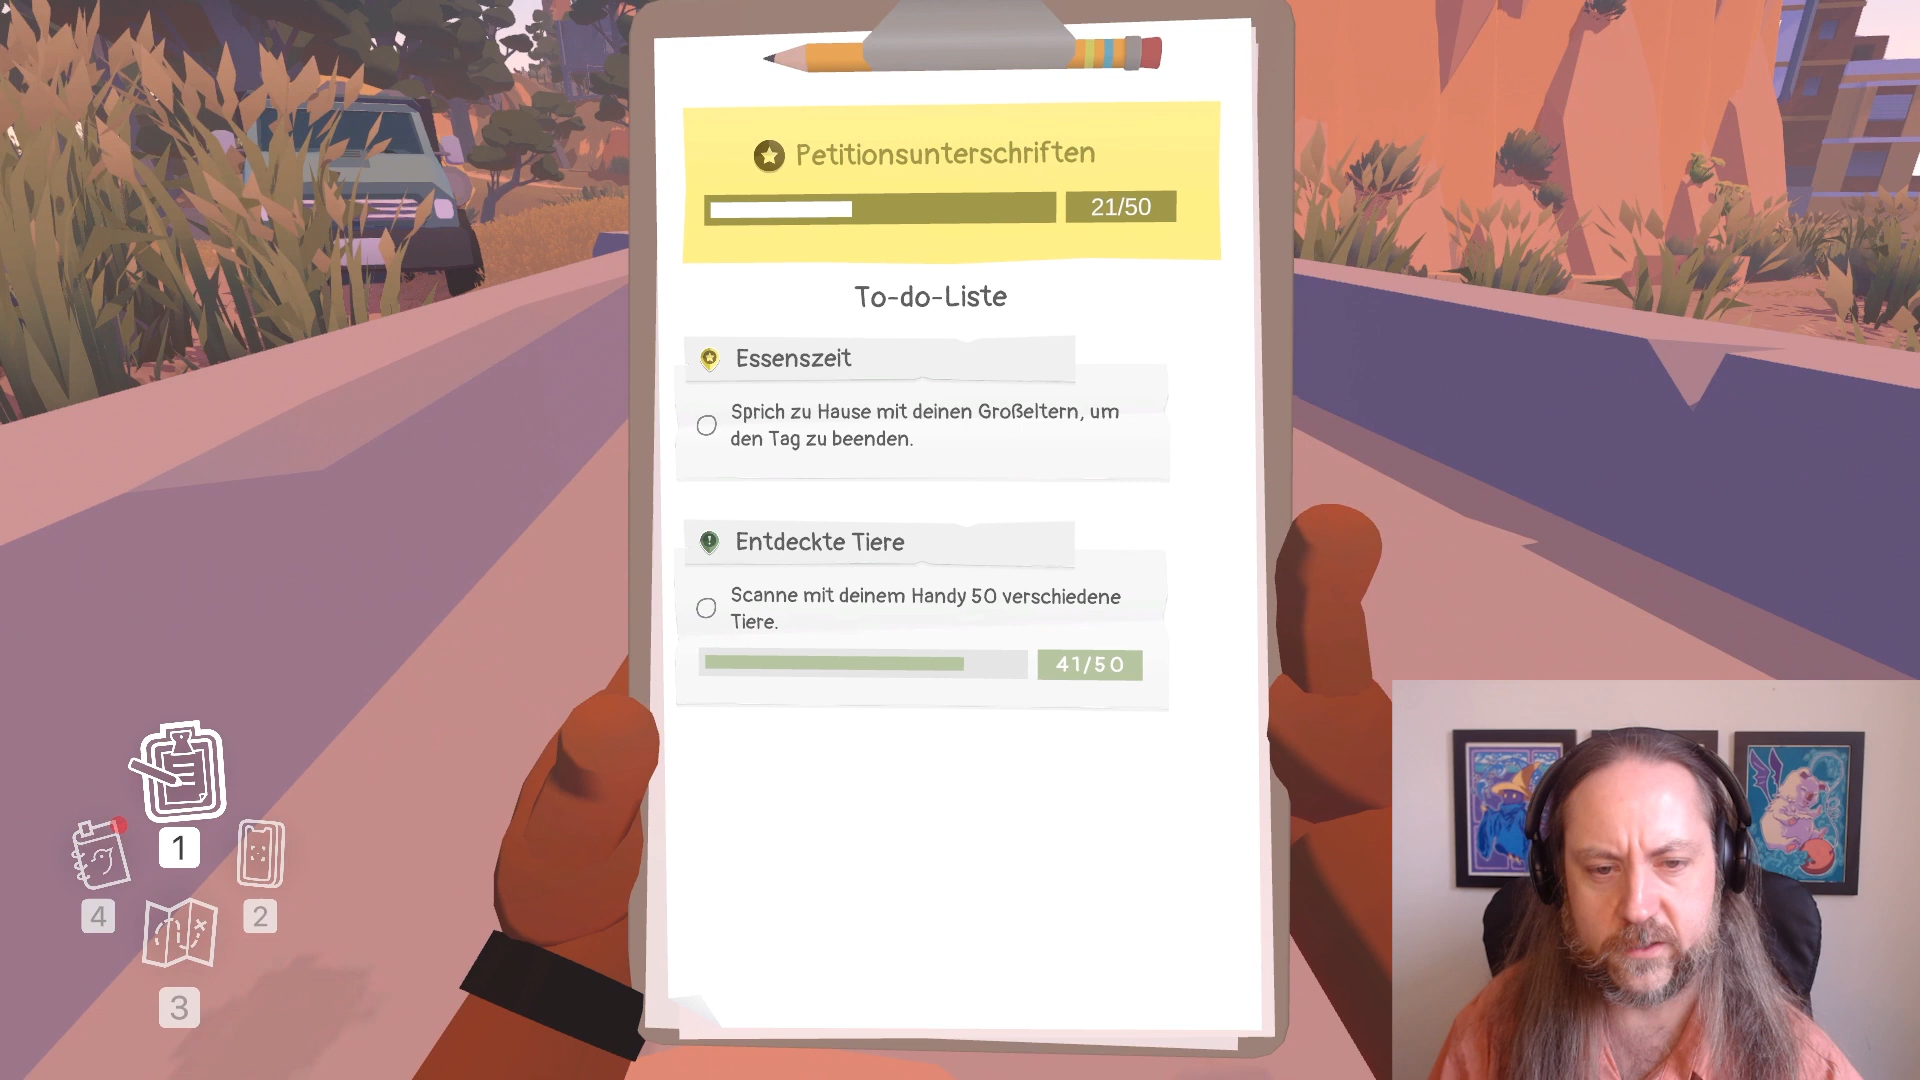 Petitionsunterschriften
21/50
To-do-Liste
Essenszeit
Sprich zu Hause mit deinen Großeltern, um
den Tag zu beenden.
Entdeckte Tiere
Scanne mit deinem Handy 50 verschiedene
Tiere.
41/50
1
4
2
3